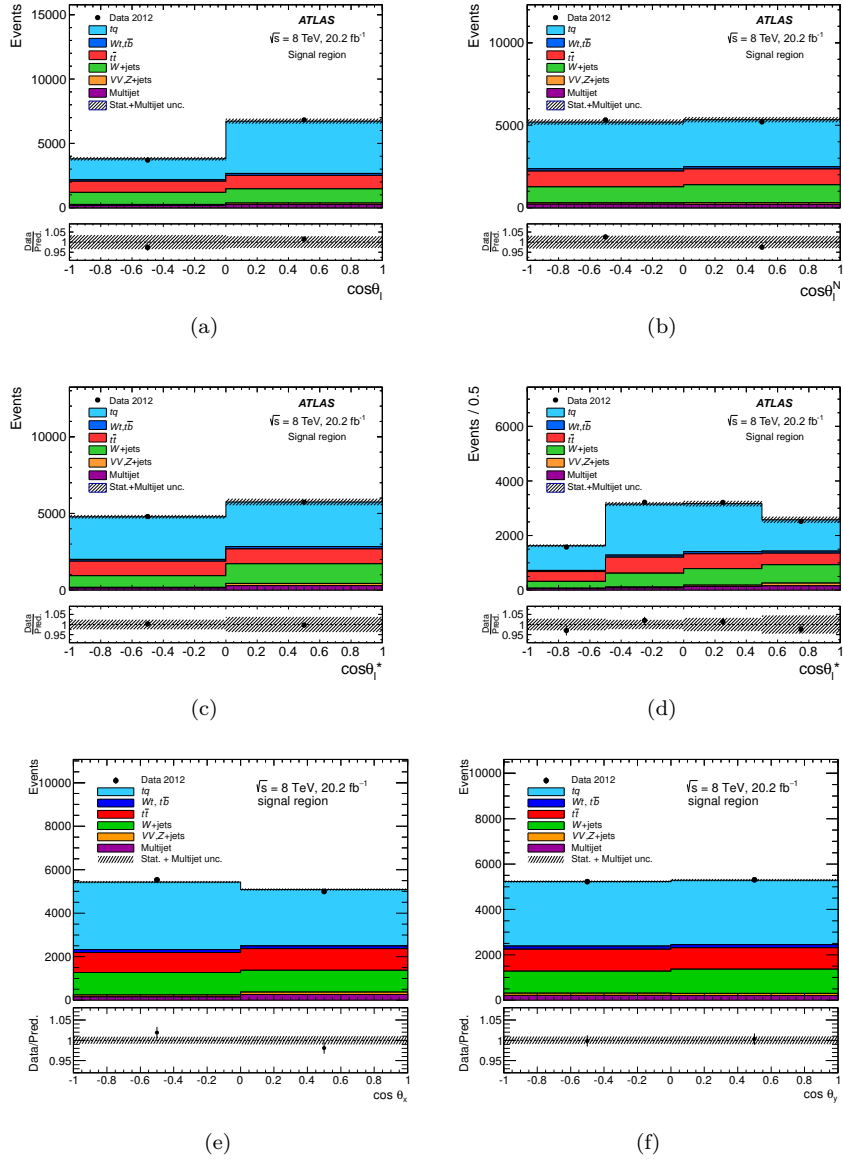 Events
15000
10000
5000
0
Data 2012
tq
Wt,tb̄
tt̄
W+jets
VV,Z+jets
Multijet
Stat.+Multijet unc.
ATLAS
√s = 8 TeV, 20.2 fb⁻¹
Signal region
Data
Pred.
1.05
1
0.95
-1 -0.8 -0.6 -0.4 -0.2 0 0.2 0.4 0.6 0.8 1
cosθ_l
(a)
Events
10000
5000
0
Data 2012
tq
Wt,tb̄
tt̄
W+jets
VV,Z+jets
Multijet
Stat.+Multijet unc.
ATLAS
√s = 8 TeV, 20.2 fb⁻¹
Signal region
Data
Pred.
1.05
1
0.95
-1 -0.8 -0.6 -0.4 -0.2 0 0.2 0.4 0.6 0.8 1
cosθ_l^N
(b)
Events
10000
5000
0
Data 2012
tq
Wt,tb̄
tt̄
W+jets
VV,Z+jets
Multijet
Stat.+Multijet unc.
ATLAS
√s = 8 TeV, 20.2 fb⁻¹
Signal region
Data
Pred.
1.05
1
0.95
-1 -0.8 -0.6 -0.4 -0.2 0 0.2 0.4 0.6 0.8 1
cosθ_l*
(c)
Events / 0.5
6000
4000
2000
0
Data 2012
tq
Wt,tb̄
tt̄
W+jets
VV,Z+jets
Multijet
Stat.+Multijet unc.
ATLAS
√s = 8 TeV, 20.2 fb⁻¹
Signal region
Data
Pred.
1.05
1
0.95
-1 -0.8 -0.6 -0.4 -0.2 0 0.2 0.4 0.6 0.8 1
cosθ_l*
(d)
Events
10000
8000
6000
4000
2000
0
Data 2012
tq
Wt, tb̄
tt̄
W+jets
VV,Z+jets
Multijet
Stat. + Multijet unc.
√s = 8 TeV, 20.2 fb⁻¹
signal region
Data/Pred.
1.05
1
0.95
-1 -0.8 -0.6 -0.4 -0.2 0 0.2 0.4 0.6 0.8 1
cos θ_x
(e)
Events
10000
8000
6000
4000
2000
0
Data 2012
tq
Wt, tb̄
tt̄
W+jets
VV,Z+jets
Multijet
Stat. + Multijet unc.
√s = 8 TeV, 20.2 fb⁻¹
signal region
Data/Pred.
1.05
1
0.95
-1 -0.8 -0.6 -0.4 -0.2 0 0.2 0.4 0.6 0.8 1
cos θ_y
(f)